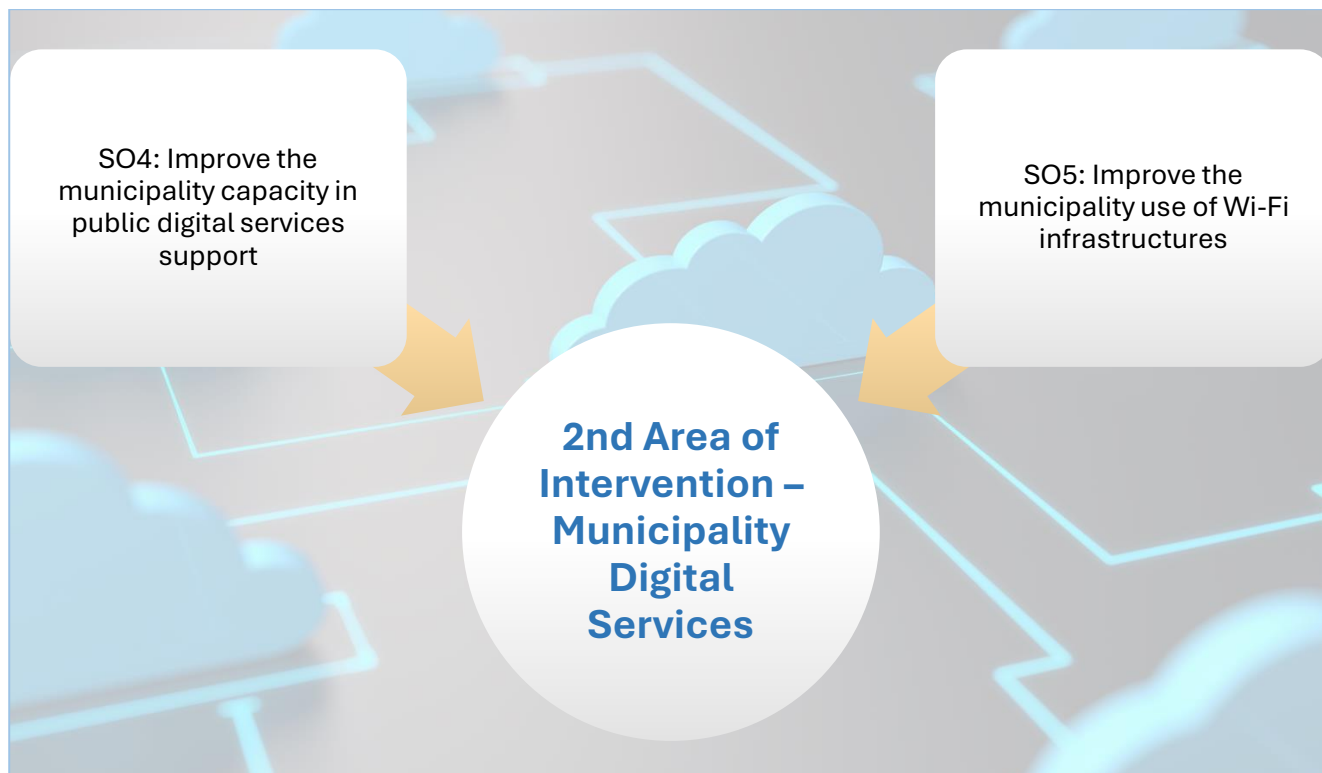 SO4: Improve the
municipality capacity in
public digital services
support
SO5: Improve the
municipality use of Wi-Fi
infrastructures
2nd Area of
Intervention –
Municipality
Digital
Services